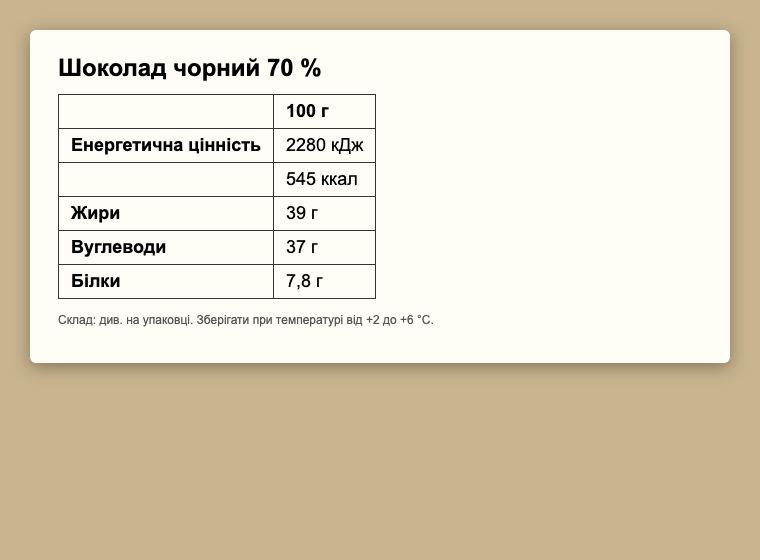 Шоколад чорний 70 %
100 г
Енергетична цінність 2280 кДж
545 ккал
Жири 39 г
Вуглеводи 37 г
Білки 7,8 г
Склад: див. на упаковці. Зберігати при температурі від +2 до +6 °C.